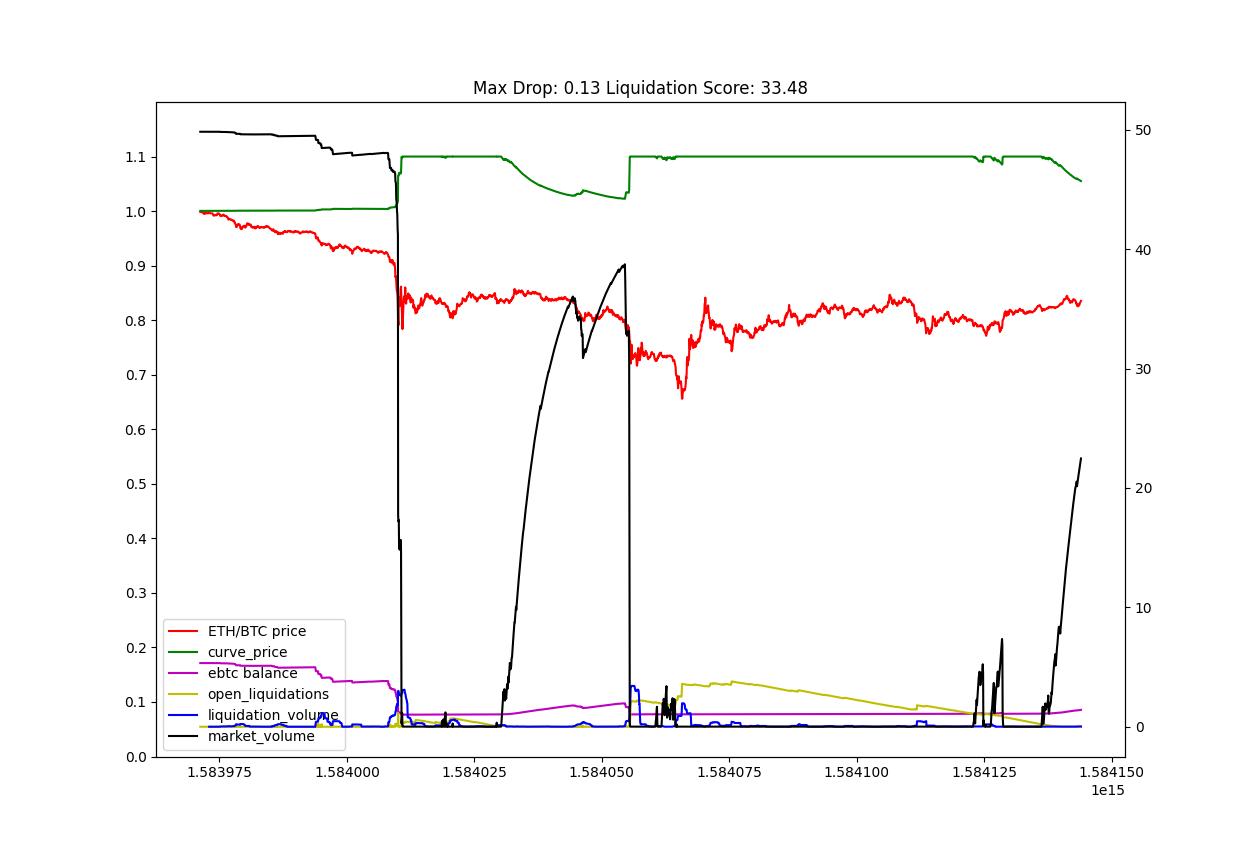 Max Drop: 0.13 Liquidation Score: 33.48
1.1
1.0
0.9
0.8
0.7
0.6
0.5
0.4
0.3
0.2
0.1
0.0
50
40
30
20
10
0
ETH/BTC price
curve_price
ebtc balance
open_liquidations
liquidation_volume
market_volume
1.583975 1.584000 1.584025 1.584050 1.584075 1.584100 1.584125 1.584150
1e15